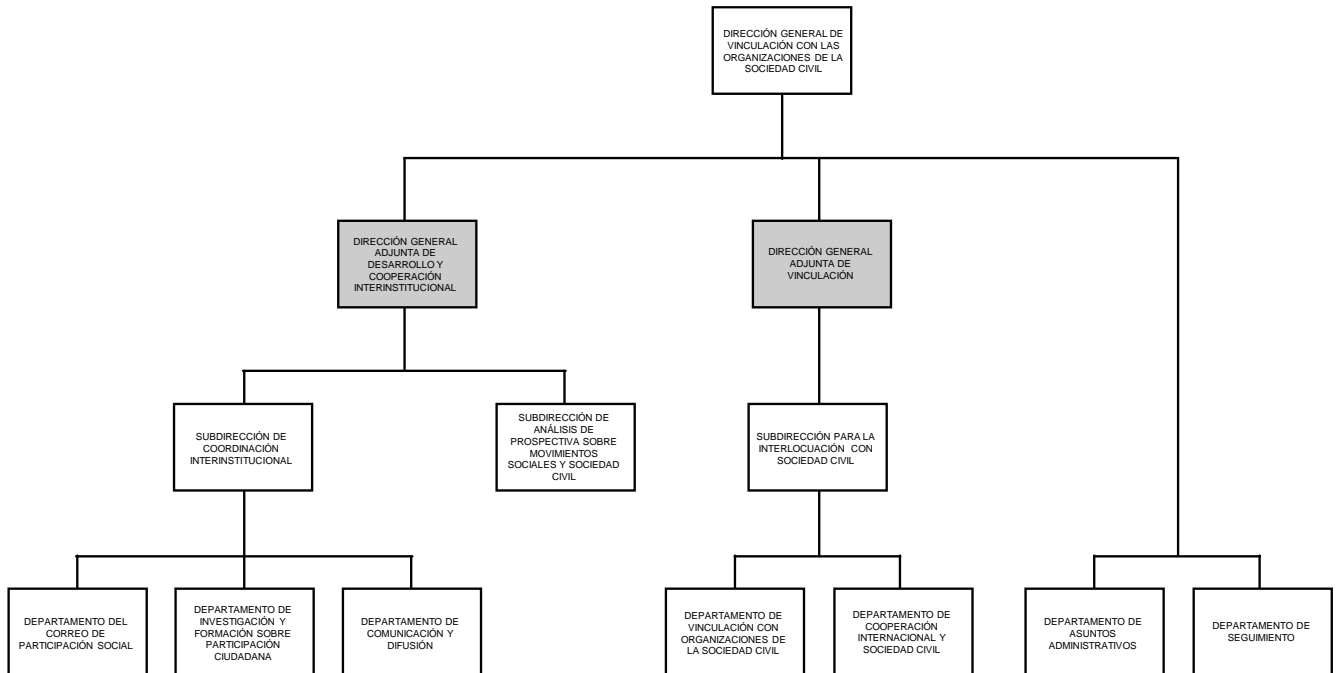 DIRECCIÓN GENERAL DE
VINCULACIÓN CON LAS
ORGANIZACIONES DE LA
SOCIEDAD CIVIL
DIRECCIÓN GENERAL
ADJUNTA DE
DESARROLLO Y
COOPERACIÓN
INTERINSTITUCIONAL
DIRECCIÓN GENERAL
ADJUNTA DE
VINCULACIÓN
SUBDIRECCIÓN DE
COORDINACIÓN
INTERINSTITUCIONAL
SUBDIRECCIÓN DE
ANÁLISIS DE
PROSPECTIVA SOBRE
MOVIMIENTOS
SOCIALES Y SOCIEDAD
CIVIL
SUBDIRECCIÓN PARA LA
INTERLOCUACIÓN CON
SOCIEDAD CIVIL
DEPARTAMENTO DEL
CORREO DE
PARTICIPACIÓN SOCIAL
DEPARTAMENTO DE
INVESTIGACIÓN Y
FORMACIÓN SOBRE
PARTICIPACIÓN
CIUDADANA
DEPARTAMENTO DE
COMUNICACIÓN Y
DIFUSIÓN
DEPARTAMENTO DE
VINCULACIÓN CON
ORGANIZACIONES DE
LA SOCIEDAD CIVIL
DEPARTAMENTO DE
COOPERACIÓN
INTERNACIONAL Y
SOCIEDAD CIVIL
DEPARTAMENTO DE
ASUNTOS
ADMINISTRATIVOS
DEPARTAMENTO DE
SEGUIMIENTO